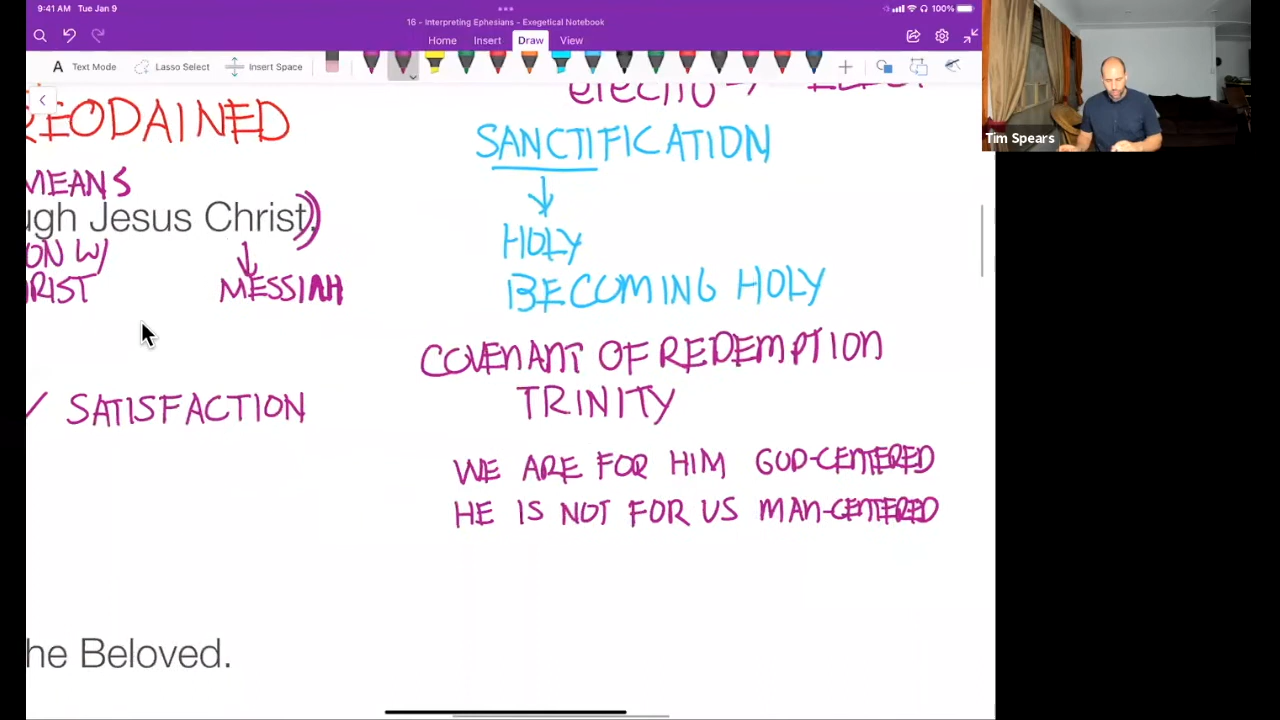 9:41 AM Tue Jan 9
100%
16 - Interpreting Ephesians - Exegetical Notebook
Home Insert Draw View
A Text Mode Lasso Select Insert Space
REODAINED
SANCTIFICATION
MEANS
ugh Jesus Christ,)
HOLY
ON W/
RIST
MESSIAH
BECOMING HOLY
COVENANT OF REDEMPTION
/ SATISFACTION
TRINITY
WE ARE FOR HIM GOD-CENTERED
HE IS NOT FOR US MAN-CENTERED
he Beloved.
Tim Spears